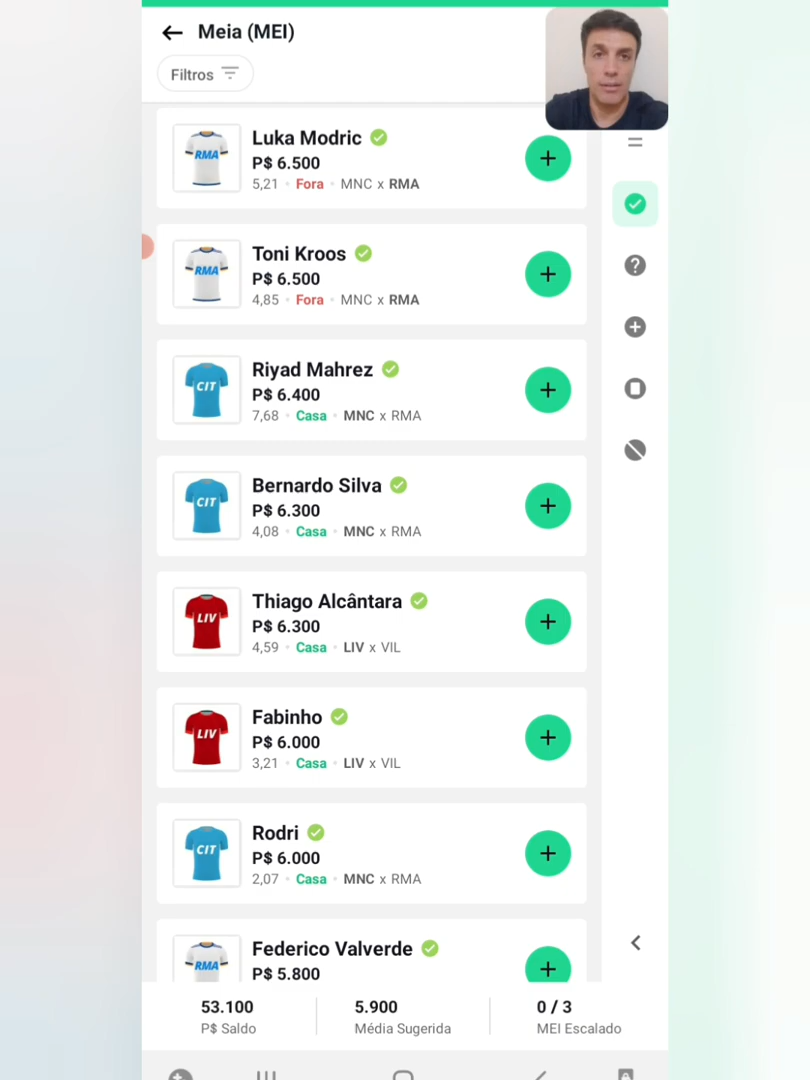 Meia (MEI)
Filtros
RMA
Luka Modric
P$ 6.500
5,21 · Fora · MNC x RMA
RMA
Toni Kroos
P$ 6.500
4,85 · Fora · MNC x RMA
CIT
Riyad Mahrez
P$ 6.400
7,68 · Casa · MNC x RMA
CIT
Bernardo Silva
P$ 6.300
4,08 · Casa · MNC x RMA
LIV
Thiago Alcântara
P$ 6.300
4,59 · Casa · LIV x VIL
LIV
Fabinho
P$ 6.000
3,21 · Casa · LIV x VIL
CIT
Rodri
P$ 6.000
2,07 · Casa · MNC x RMA
RMA
Federico Valverde
P$ 5.800
53.100 5.900 0 / 3
P$ Saldo Média Sugerida MEI Escalado